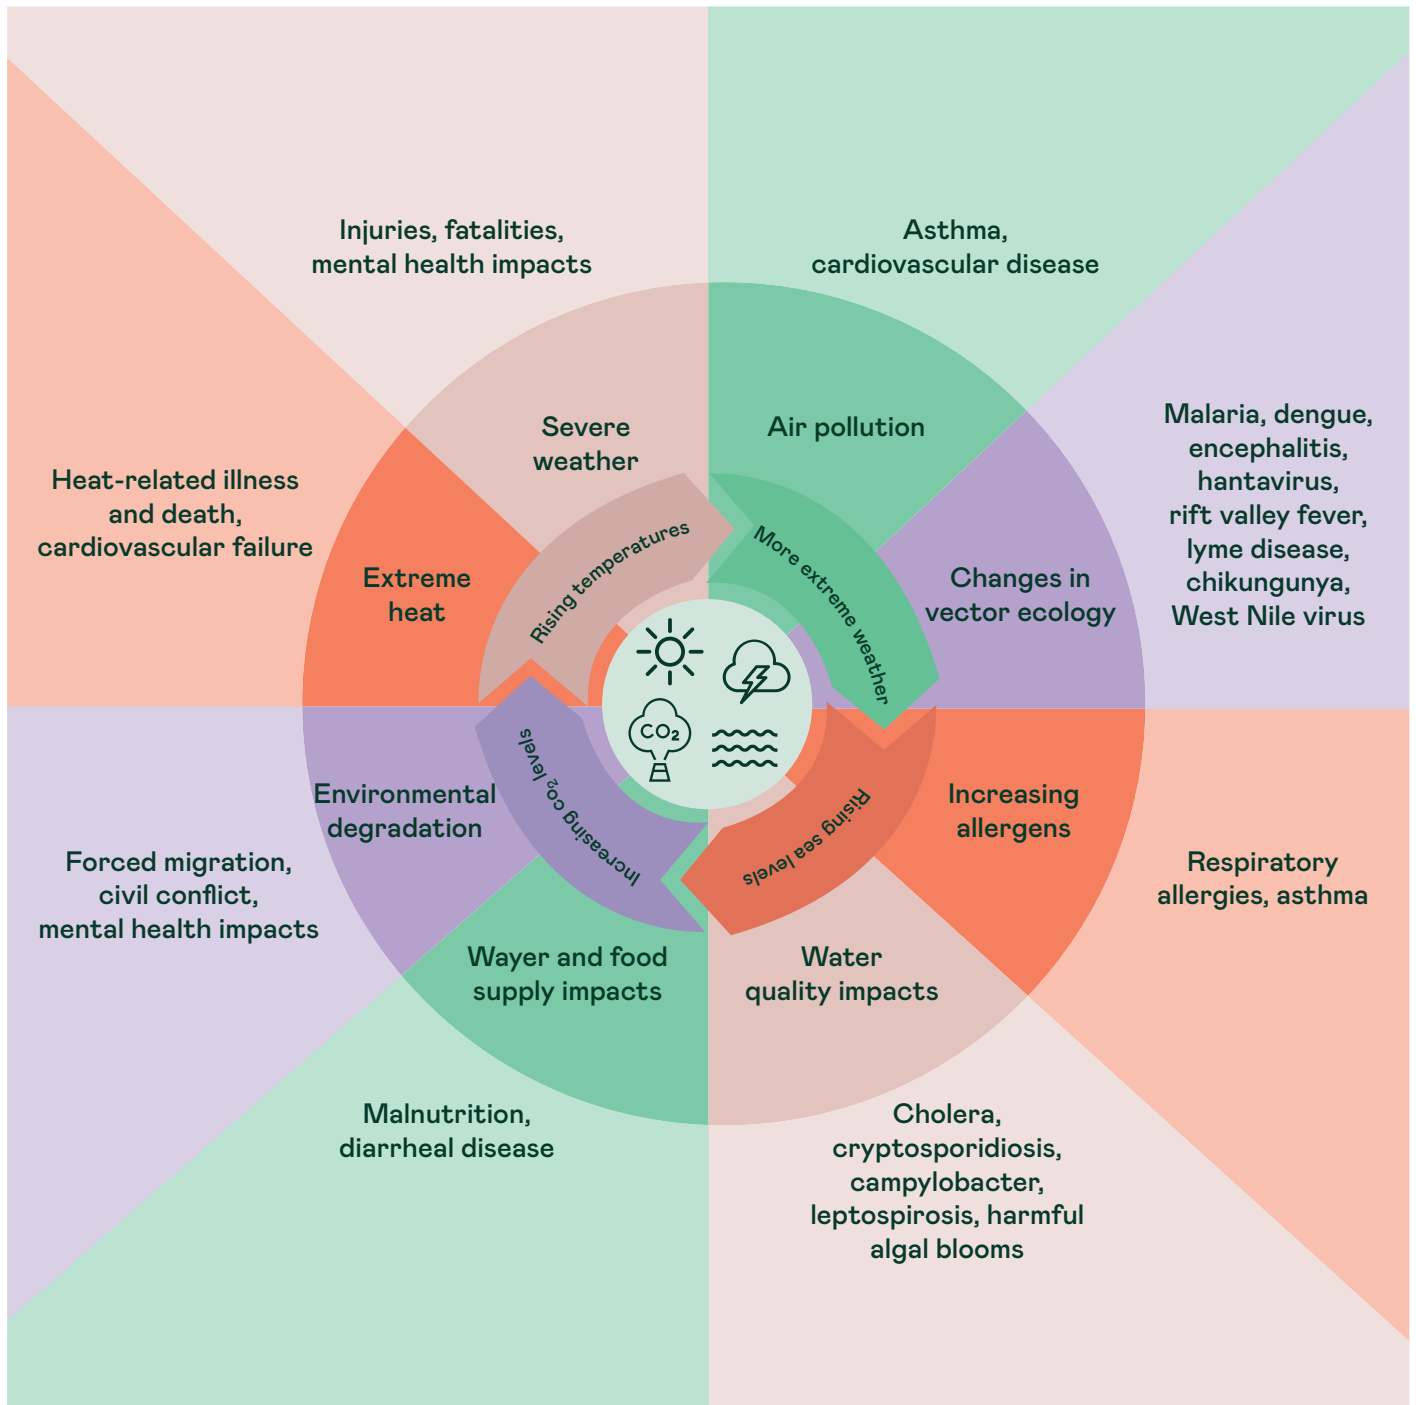 Injuries, fatalities,
mental health impacts
Asthma,
cardiovascular disease
Malaria, dengue,
encephalitis,
hantavirus,
rift valley fever,
lyme disease,
chikungunya,
West Nile virus
Heat-related illness
and death,
cardiovascular failure
Severe
weather
Air pollution
Extreme
heat
Changes in
vector ecology
Rising temperatures
More extreme weather
CO₂
Increasing co₂ levels
Rising sea levels
Environmental
degradation
Increasing
allergens
Forced migration,
civil conflict,
mental health impacts
Respiratory
allergies, asthma
Wayer and food
supply impacts
Water
quality impacts
Malnutrition,
diarrheal disease
Cholera,
cryptosporidiosis,
campylobacter,
leptospirosis, harmful
algal blooms